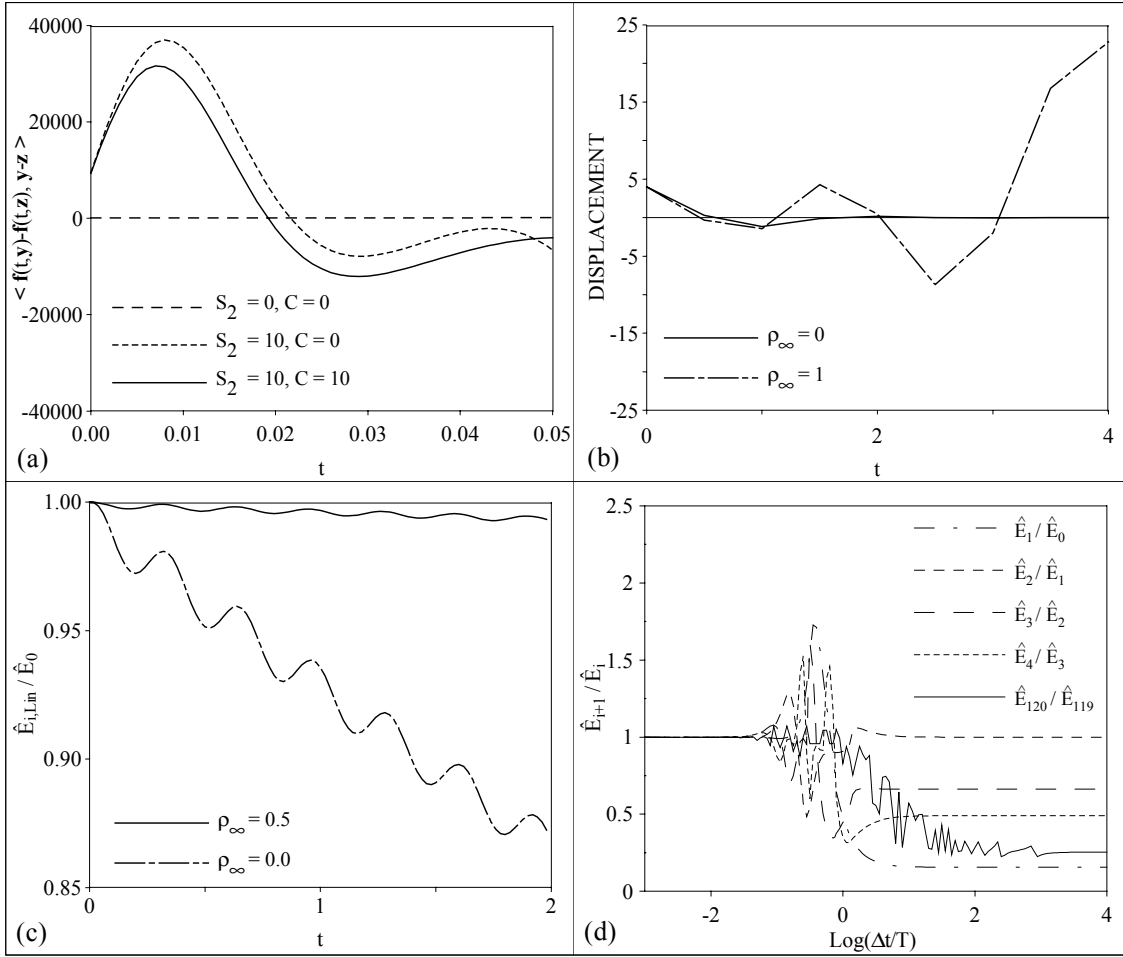 40000
20000
0
-20000
-40000
< f(t,y)-f(t,z), y-z >
S2 = 0, C = 0
S2 = 10, C = 0
S2 = 10, C = 10
0.00 0.01 0.02 0.03 0.04 0.05
(a) t
25
15
5
-5
-15
-25
DISPLACEMENT
ρ∞ = 0
ρ∞ = 1
0 2 4
(b) t
1.00
0.95
0.90
0.85
Êi,Lin / Ê0
ρ∞ = 0.5
ρ∞ = 0.0
0 1 2
(c) t
2.5
2
1.5
1
0.5
0
Êi+1 / Êi
Ê1 / Ê0
Ê2 / Ê1
Ê3 / Ê2
Ê4 / Ê3
Ê120 / Ê119
-2 0 2 4
Log(Δt/T) (d)